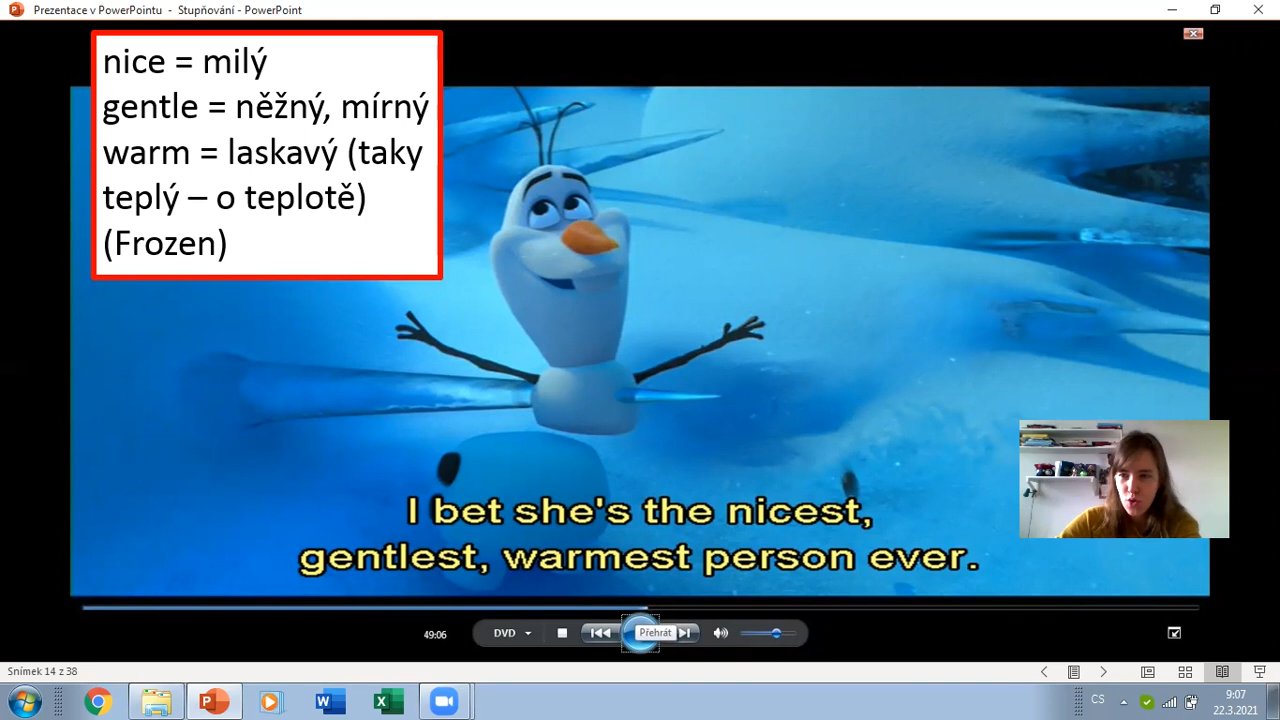 Prezentace v PowerPointu - Stupňování - PowerPoint
nice = milý
gentle = něžný, mírný
warm = laskavý (taky
teplý – o teplotě)
(Frozen)
I bet she's the nicest,
gentlest, warmest person ever.
49:06
DVD
Přehrát
Snímek 14 z 38
CS
9:07
22.3.2021